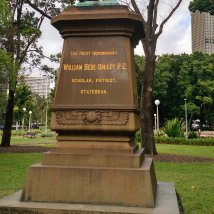 The Right Honourable
William Bede Dalley P.C.
Scholar, Patriot,
Statesman.